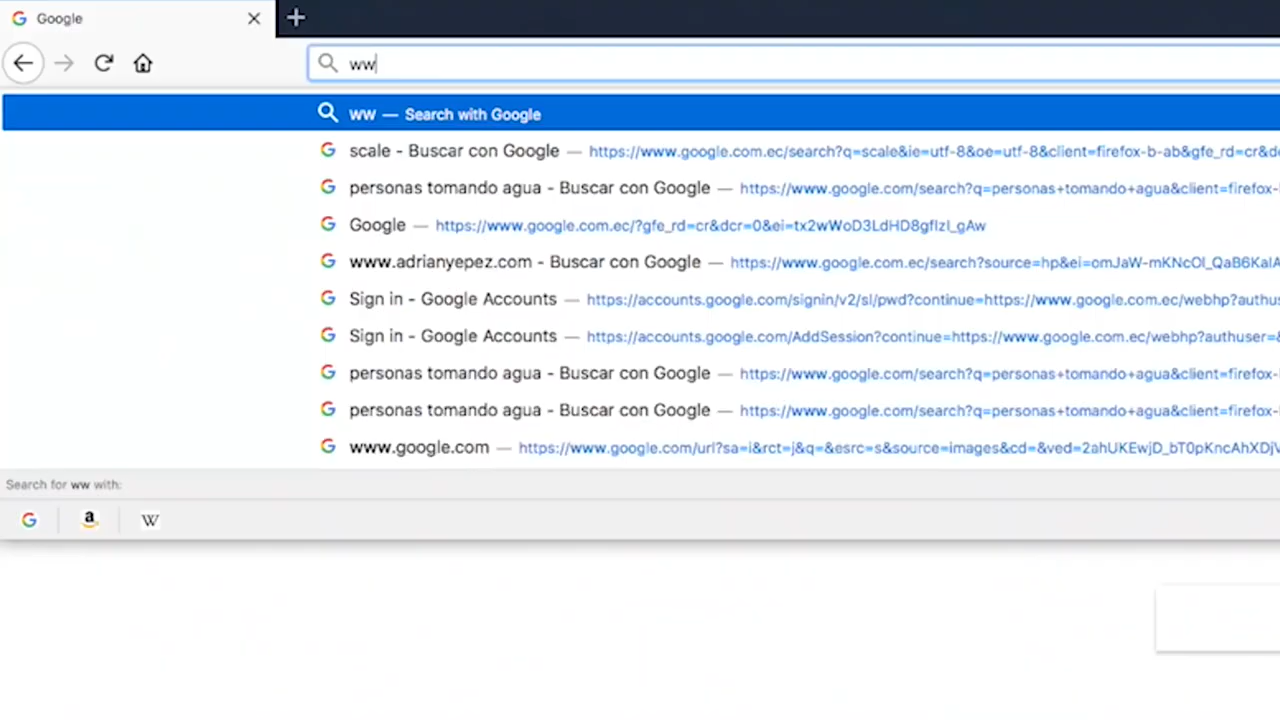 Google
ww
ww — Search with Google
scale - Buscar con Google — https://www.google.com.ec/search?q=scale&ie=utf-8&oe=utf-8&client=firefox-b-ab&gfe_rd=cr&d
personas tomando agua - Buscar con Google — https://www.google.com/search?q=personas+tomando+agua&client=firefox-
Google — https://www.google.com.ec/?gfe_rd=cr&dcr=0&ei=tx2wWoD3LdHD8gfIzI_gAw
www.adrianyepez.com - Buscar con Google — https://www.google.com.ec/search?source=hp&ei=omJaW-mKNcOl_QaB6KalA
Sign in - Google Accounts — https://accounts.google.com/signin/v2/sl/pwd?continue=https://www.google.com.ec/webhp?authus
Sign in - Google Accounts — https://accounts.google.com/AddSession?continue=https://www.google.com.ec/webhp?authuser=
personas tomando agua - Buscar con Google — https://www.google.com/search?q=personas+tomando+agua&client=firefox-
personas tomando agua - Buscar con Google — https://www.google.com/search?q=personas+tomando+agua&client=firefox-
www.google.com — https://www.google.com/url?sa=i&rct=j&q=&esrc=s&source=images&cd=&ved=2ahUKEwjD_bT0pKncAhXDj
Search for ww with:
G a W